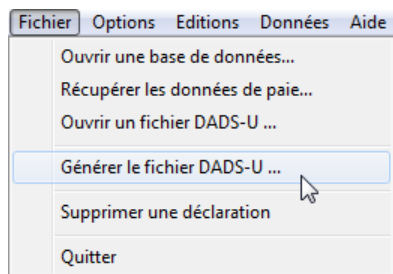 Fichier Options Editions Données Aide
Ouvrir une base de données...
Récupérer les données de paie...
Ouvrir un fichier DADS-U ...
Générer le fichier DADS-U ...
Supprimer une déclaration
Quitter